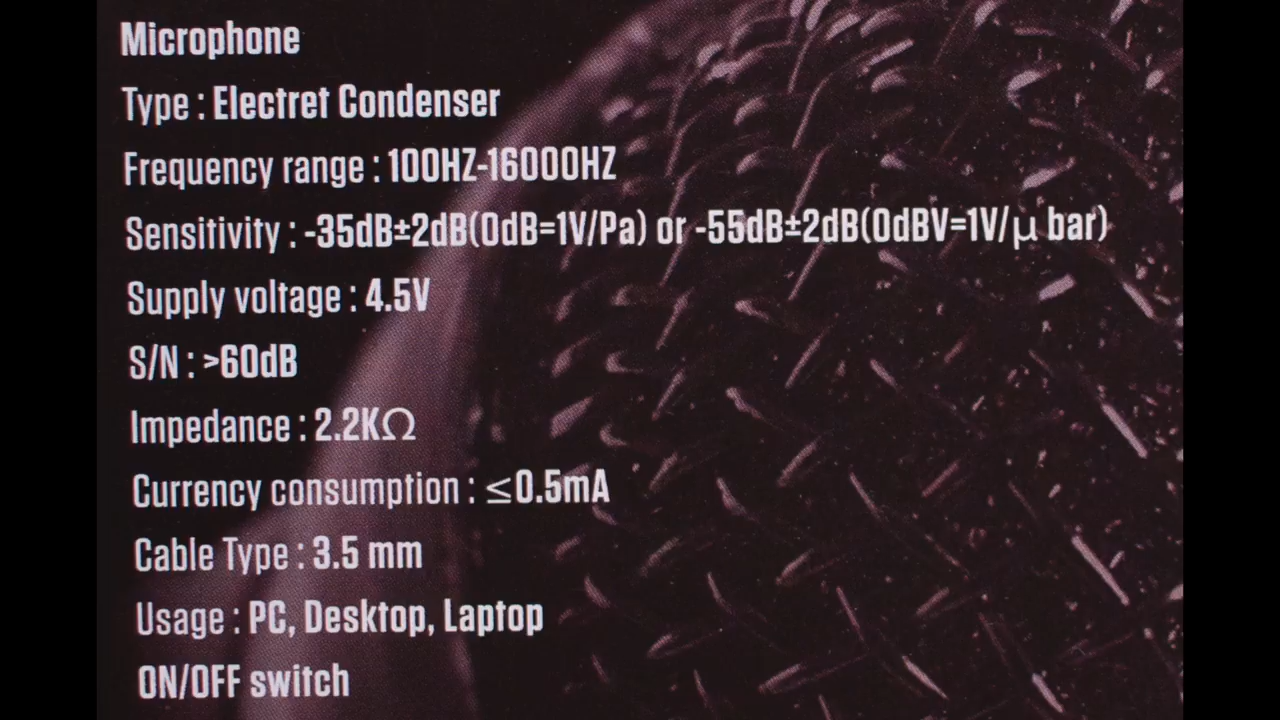 Microphone
Type : Electret Condenser
Frequency range : 100HZ-16000HZ
Sensitivity : -35dB±2dB(0dB=1V/Pa) or -55dB±2dB(0dBV=1V/μ bar)
Supply voltage : 4.5V
S/N : >60dB
Impedance : 2.2KΩ
Currency consumption : ≤0.5mA
Cable Type : 3.5 mm
Usage : PC, Desktop, Laptop
ON/OFF switch